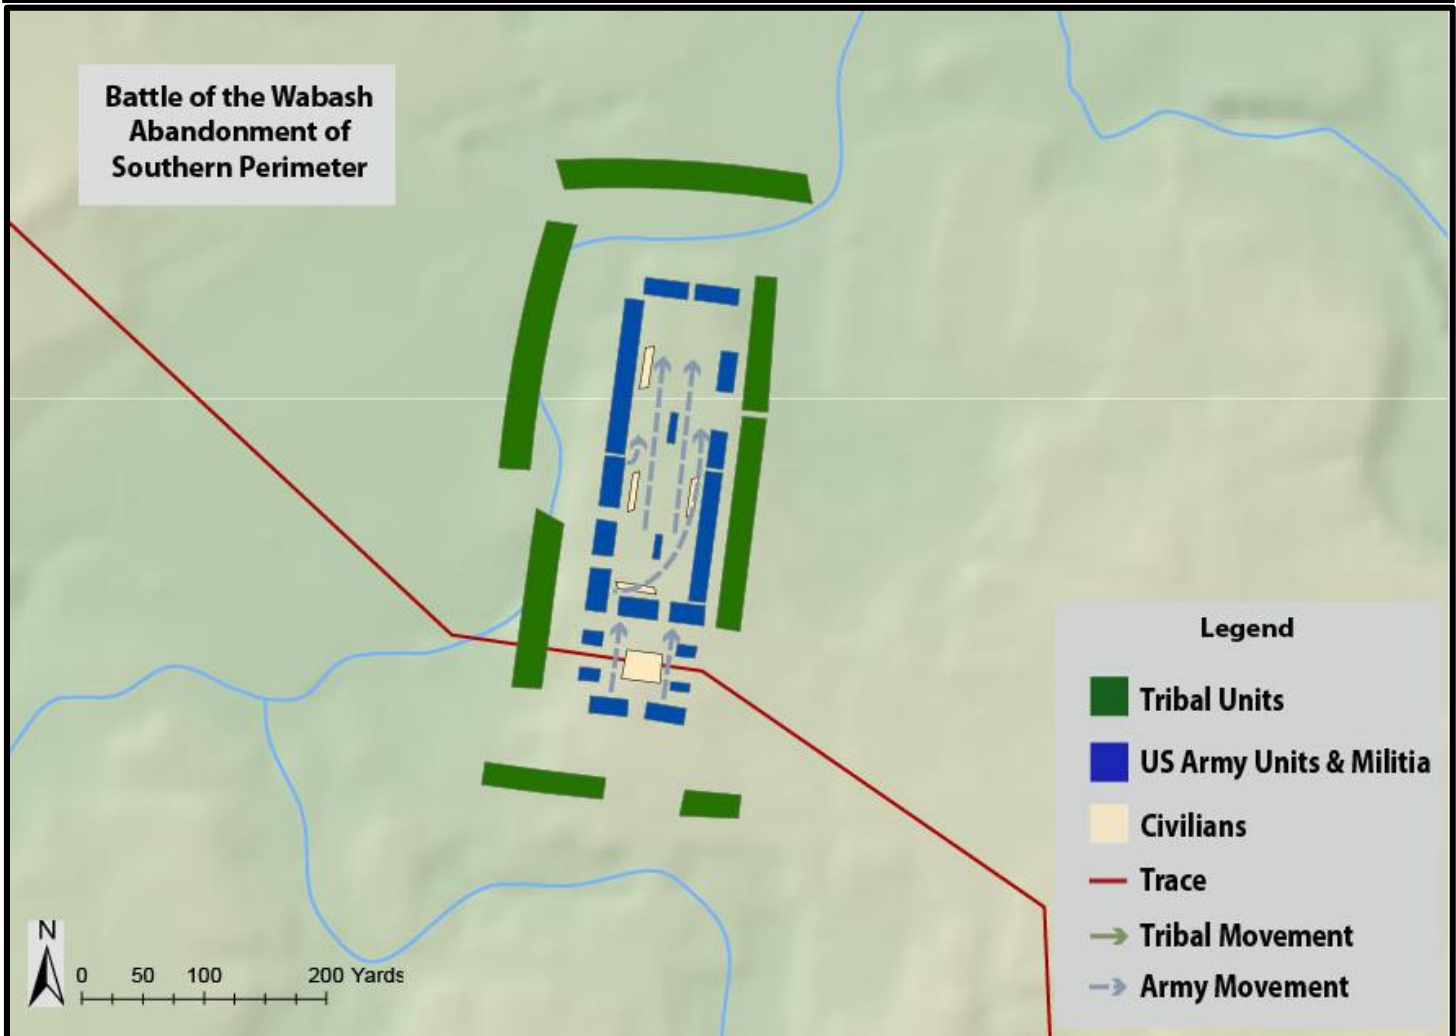 Battle of the Wabash
Abandonment of
Southern Perimeter
Legend
Tribal Units
US Army Units & Militia
Civilians
Trace
Tribal Movement
Army Movement
N
0 50 100 200 Yards